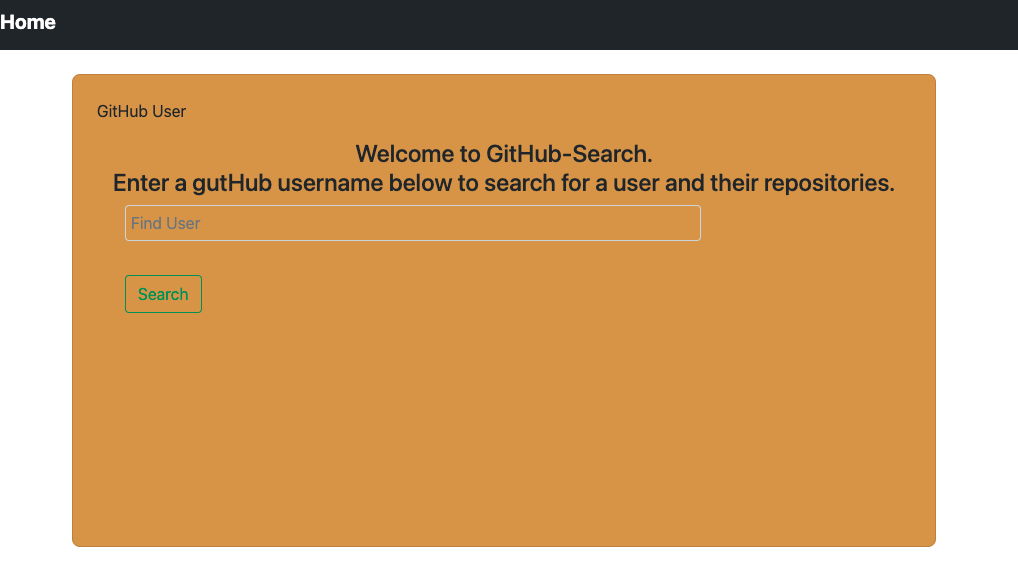 Home
GitHub User
Welcome to GitHub-Search.
Enter a gutHub username below to search for a user and their repositories.
Find User
Search